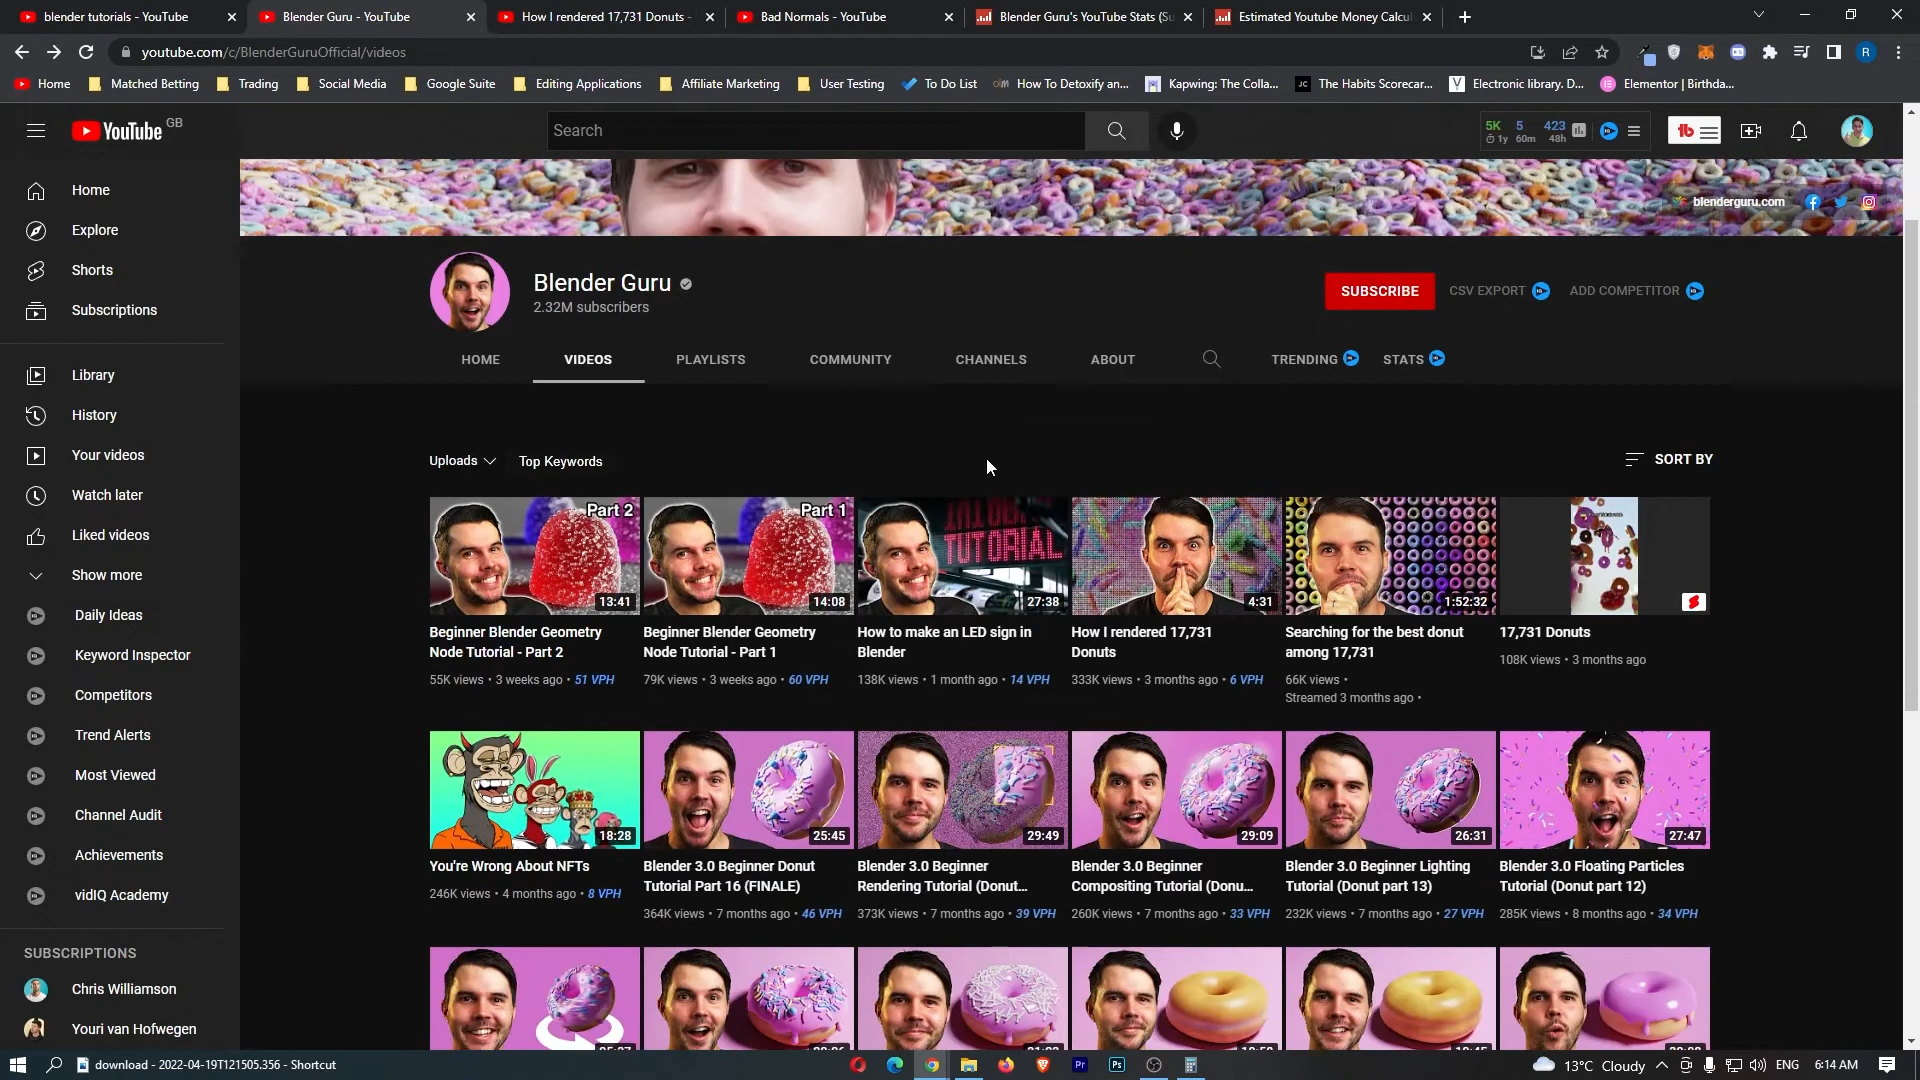 blender tutorials - YouTube
Blender Guru - YouTube
How I rendered 17,731 Donuts -
Bad Normals - YouTube
Blender Guru's YouTube Stats (Su
Estimated Youtube Money Calcu
youtube.com/c/BlenderGuruOfficial/videos
R
Home
Matched Betting
Trading
Social Media
Google Suite
Editing Applications
Affiliate Marketing
User Testing
To Do List
How To Detoxify an...
Kapwing: The Colla...
JC
The Habits Scorecar...
Electronic library. D...
Elementor | Birthda...
YouTube GB
Search
5K 5 423
1y 60m 48h
tb
Home
Explore
Shorts
Subscriptions
Library
History
Your videos
Watch later
Liked videos
Show more
Daily Ideas
Keyword Inspector
Competitors
Trend Alerts
Most Viewed
Channel Audit
Achievements
vidIQ Academy
SUBSCRIPTIONS
Chris Williamson
Youri van Hofwegen
blenderguru.com
Blender Guru
2.32M subscribers
SUBSCRIBE
CSV EXPORT
ADD COMPETITOR
HOME
VIDEOS
PLAYLISTS
COMMUNITY
CHANNELS
ABOUT
TRENDING
STATS
Uploads
Top Keywords
SORT BY
Part 2
13:41
Beginner Blender Geometry
Node Tutorial - Part 2
55K views • 3 weeks ago • 51 VPH
Part 1
14:08
Beginner Blender Geometry
Node Tutorial - Part 1
79K views • 3 weeks ago • 60 VPH
TUTORIAL
27:38
How to make an LED sign in
Blender
138K views • 1 month ago • 14 VPH
4:31
How I rendered 17,731
Donuts
333K views • 3 months ago • 6 VPH
1:52:32
Searching for the best donut
among 17,731
66K views •
Streamed 3 months ago •
17,731 Donuts
108K views • 3 months ago
18:28
You're Wrong About NFTs
246K views • 4 months ago • 8 VPH
25:45
Blender 3.0 Beginner Donut
Tutorial Part 16 (FINALE)
364K views • 7 months ago • 46 VPH
29:49
Blender 3.0 Beginner
Rendering Tutorial (Donut...
373K views • 7 months ago • 39 VPH
29:09
Blender 3.0 Beginner
Compositing Tutorial (Donu...
260K views • 7 months ago • 33 VPH
26:31
Blender 3.0 Beginner Lighting
Tutorial (Donut part 13)
232K views • 7 months ago • 27 VPH
27:47
Blender 3.0 Floating Particles
Tutorial (Donut part 12)
285K views • 8 months ago • 34 VPH
download - 2022-04-19T121505.356 - Shortcut
Pr
Ps
13°C Cloudy
ENG
6:14 AM